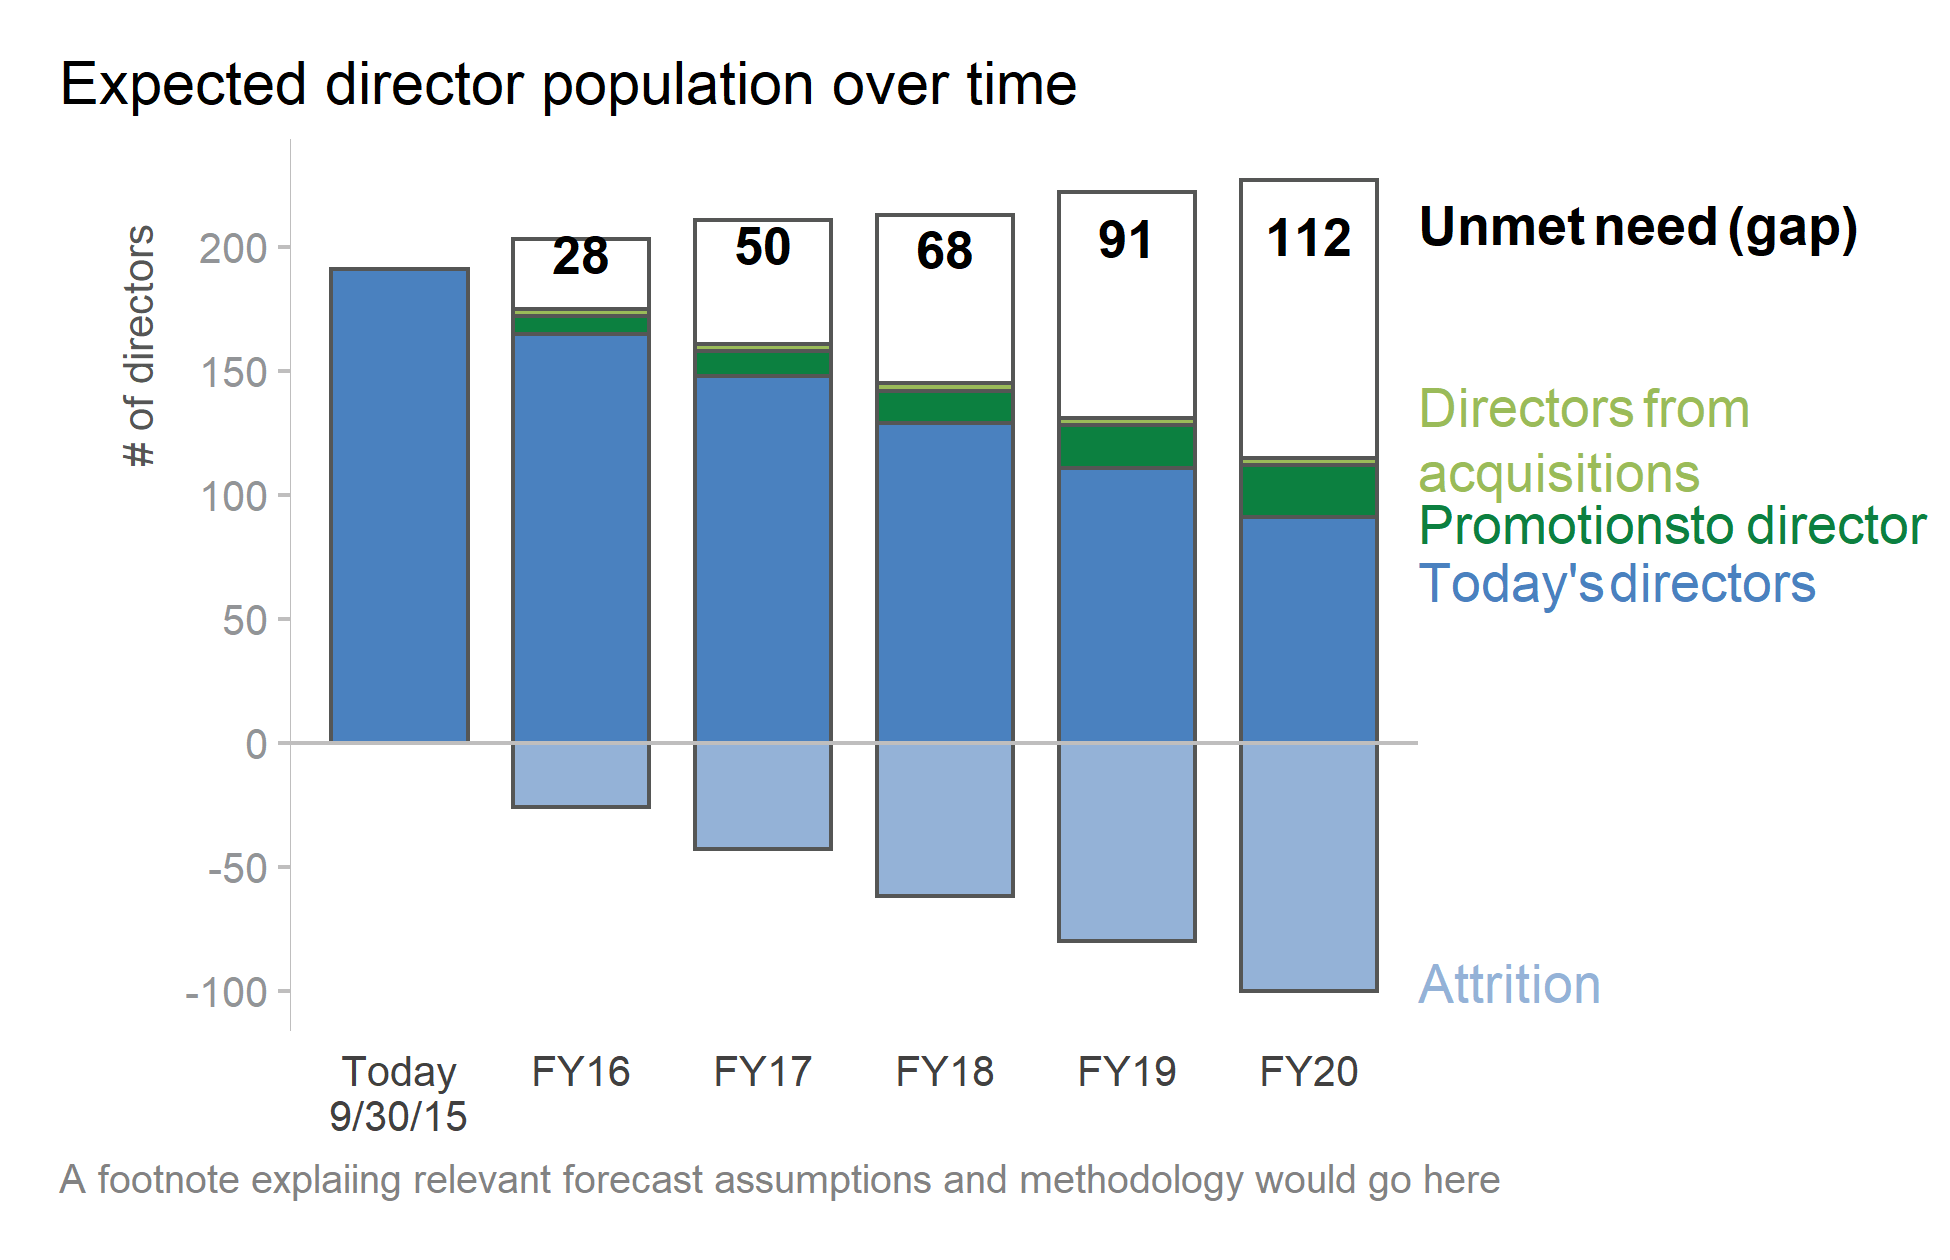 Expected director population over time
# of directors
200
150
100
50
0
-50
-100
28
50
68
91
112
Unmet need (gap)
Directors from
acquisitions
Promotionsto director
Today's directors
Attrition
Today
9/30/15
FY16
FY17
FY18
FY19
FY20
A footnote explaiing relevant forecast assumptions and methodology would go here